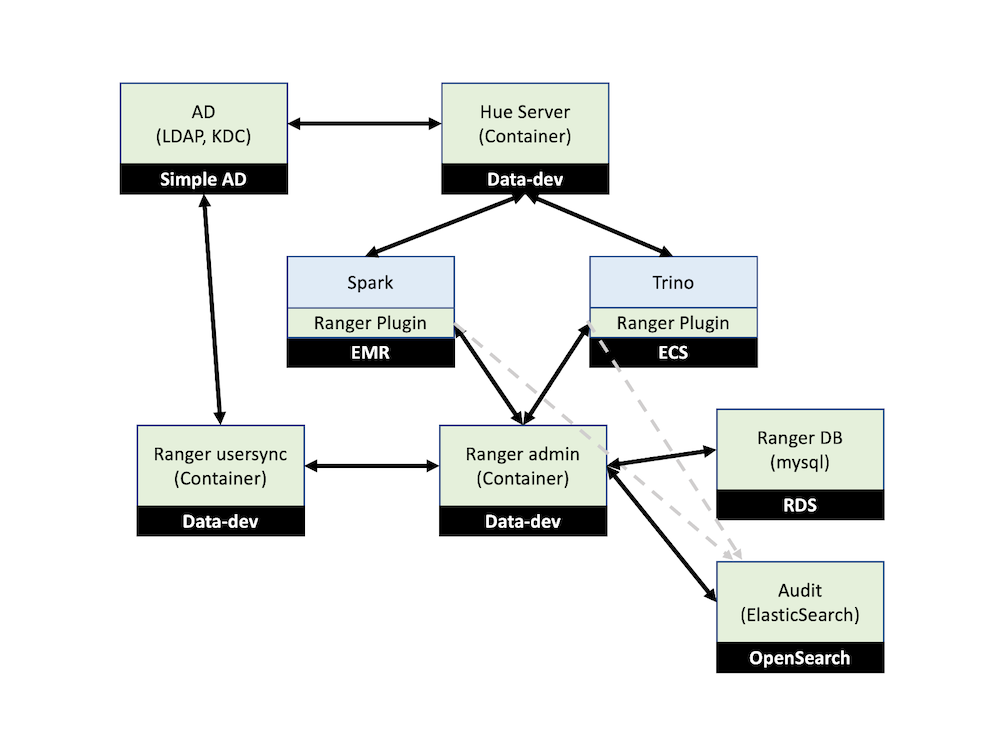 AD
(LDAP, KDC)
Simple AD
Hue Server
(Container)
Data-dev
Spark
Ranger Plugin
EMR
Trino
Ranger Plugin
ECS
Ranger usersync
(Container)
Data-dev
Ranger admin
(Container)
Data-dev
Ranger DB
(mysql)
RDS
Audit
(ElasticSearch)
OpenSearch